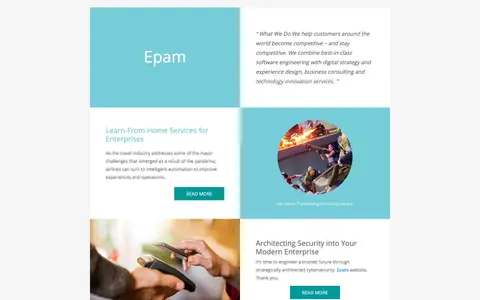 Epam
" What We Do We help customers around the
world become competitive – and stay
competitive. We combine best-in-class
software engineering with digital strategy and
experience design, business consulting and
technology innovation services. "
Learn-From-Home Services for
Enterprises
As the travel industry addresses some of the major
challenges that emerged as a result of the pandemic,
airlines can turn to intelligent automation to improve
experiences and operations.
READ MORE
Architecting Security into Your
Modern Enterprise
It's time to engineer a trusted future through
strategically architected cybersecurity. Epam website.
Thank you.
READ MORE